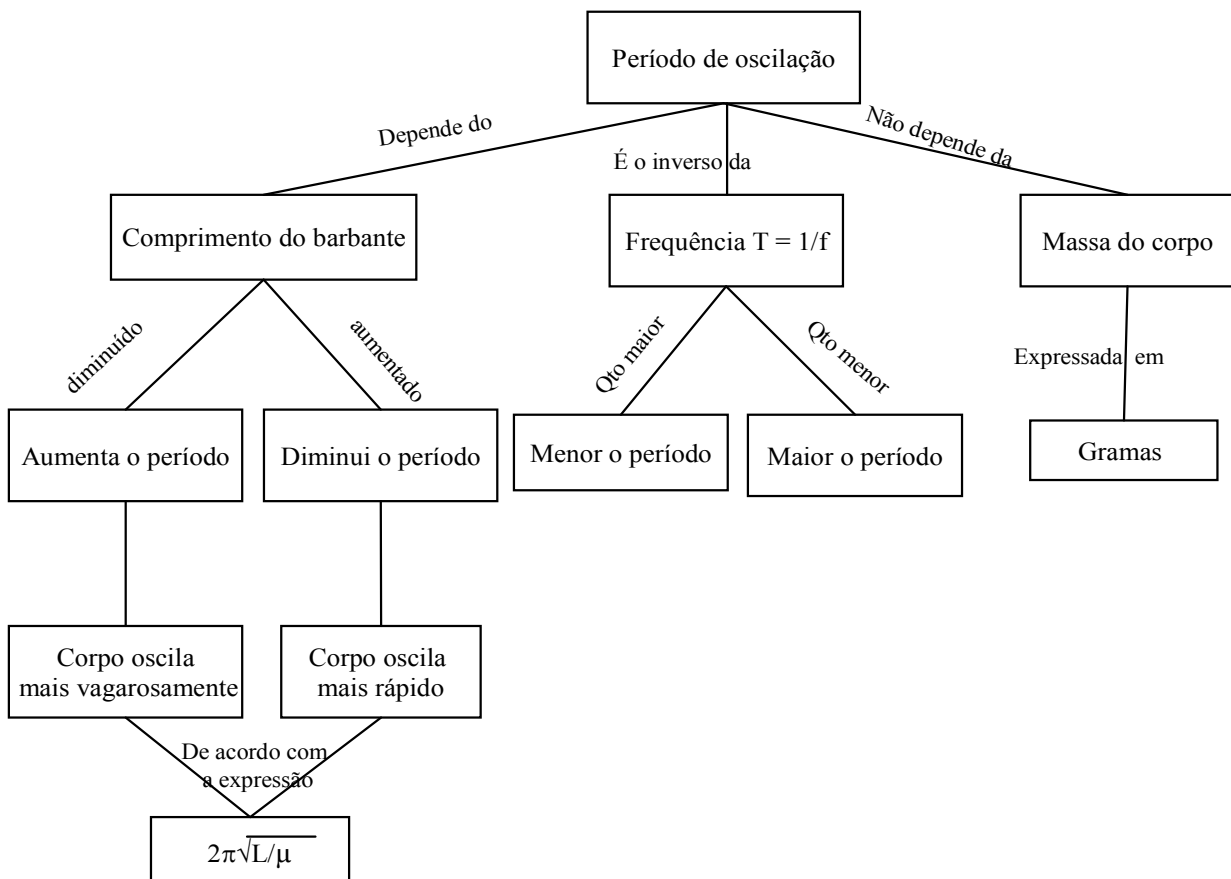 Período de oscilação
Depende do
É o inverso da
Não depende da
Comprimento do barbante
Frequência T = 1/f
Massa do corpo
diminuído
aumentado
Qto maior
Qto menor
Expressada em
Aumenta o período
Diminui o período
Menor o período
Maior o período
Gramas
Corpo oscila
mais vagarosamente
Corpo oscila
mais rápido
De acordo com
a expressão
2π√L/μ